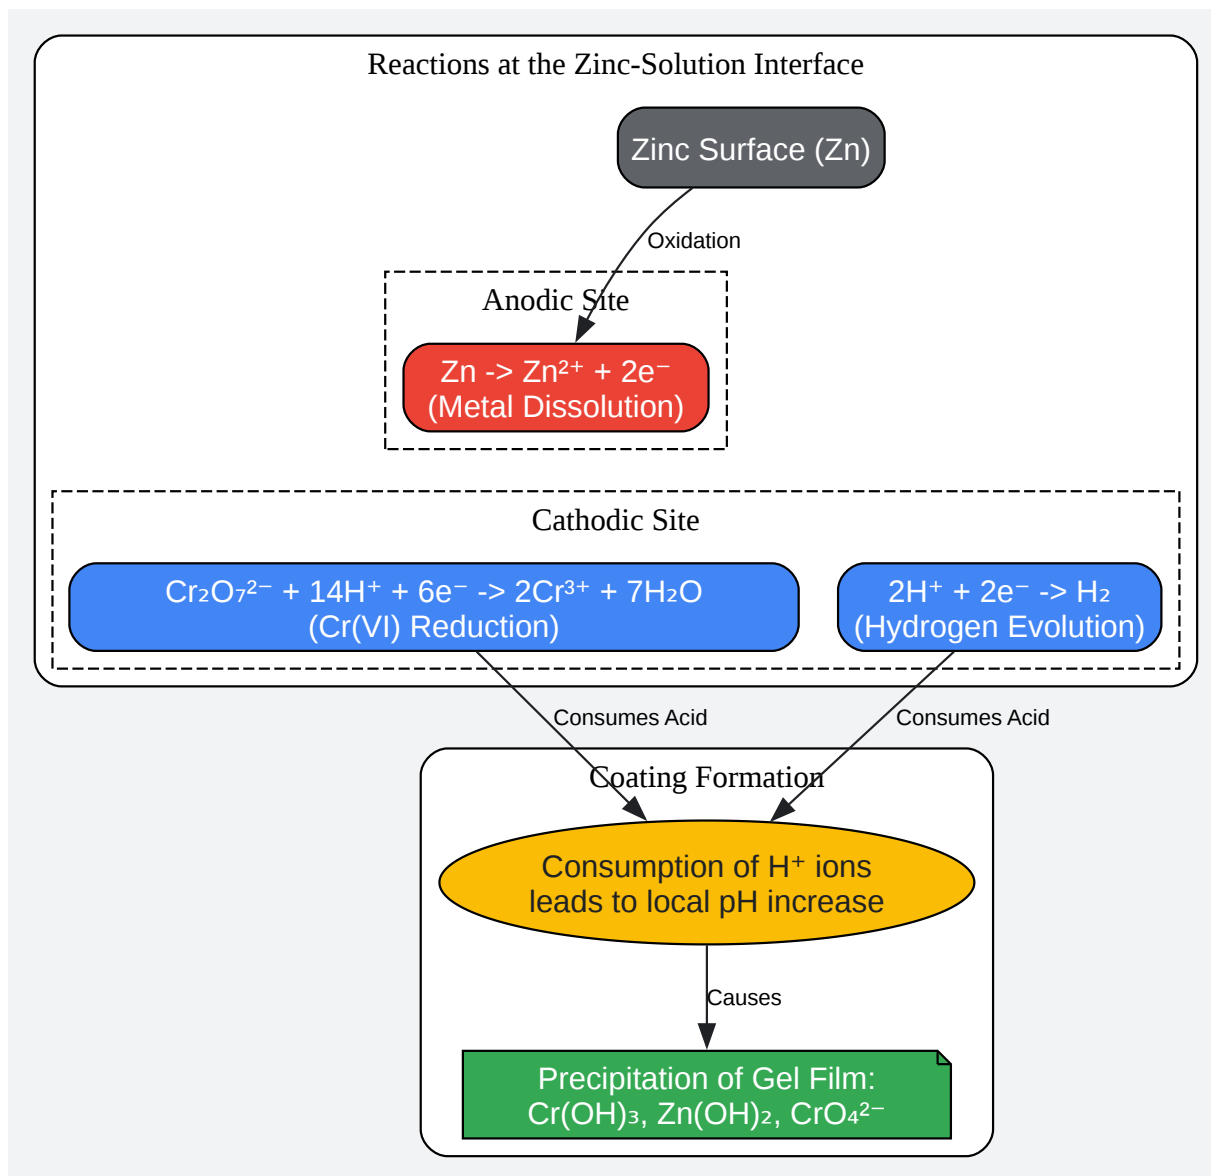 Reactions at the Zinc-Solution Interface
Zinc Surface (Zn)
Oxidation
Anodic Site
Zn -> Zn²⁺ + 2e⁻
(Metal Dissolution)
Cathodic Site
Cr₂O₇²⁻ + 14H⁺ + 6e⁻ -> 2Cr³⁺ + 7H₂O
(Cr(VI) Reduction)
2H⁺ + 2e⁻ -> H₂
(Hydrogen Evolution)
Consumes Acid
Consumes Acid
Coating Formation
Consumption of H⁺ ions
leads to local pH increase
Causes
Precipitation of Gel Film:
Cr(OH)₃, Zn(OH)₂, CrO₄²⁻